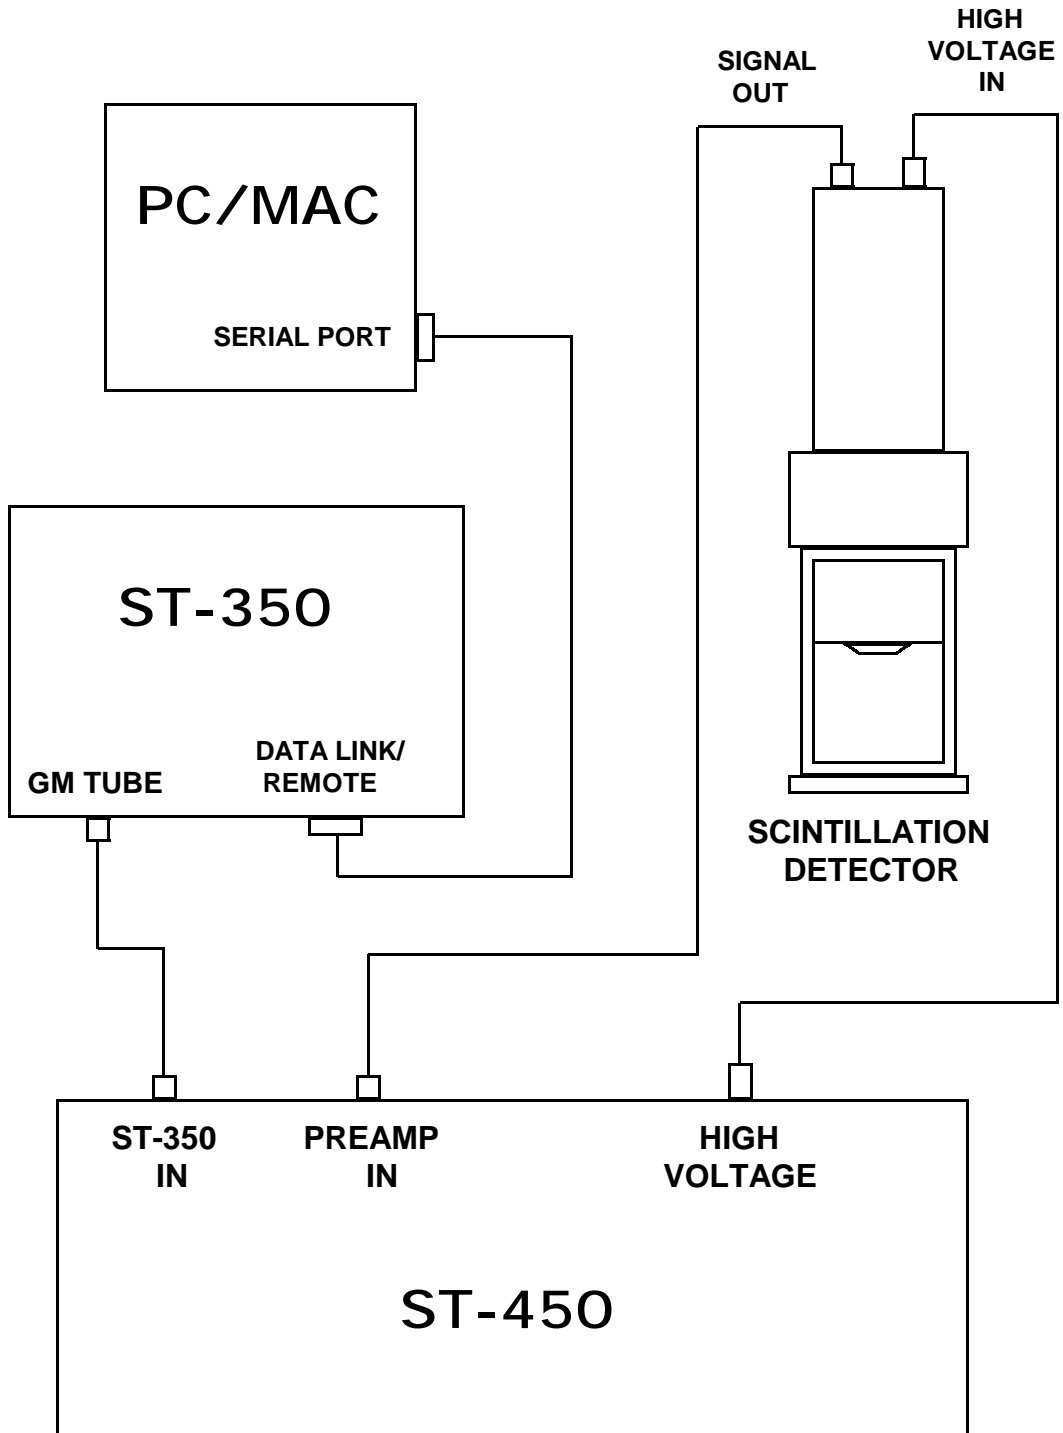 HIGH
VOLTAGE
IN
SIGNAL
OUT
PC/MAC
SERIAL PORT
ST-350
GM TUBE
DATA LINK/
REMOTE
SCINTILLATION
DETECTOR
ST-350
IN
PREAMP
IN
HIGH
VOLTAGE
ST-450